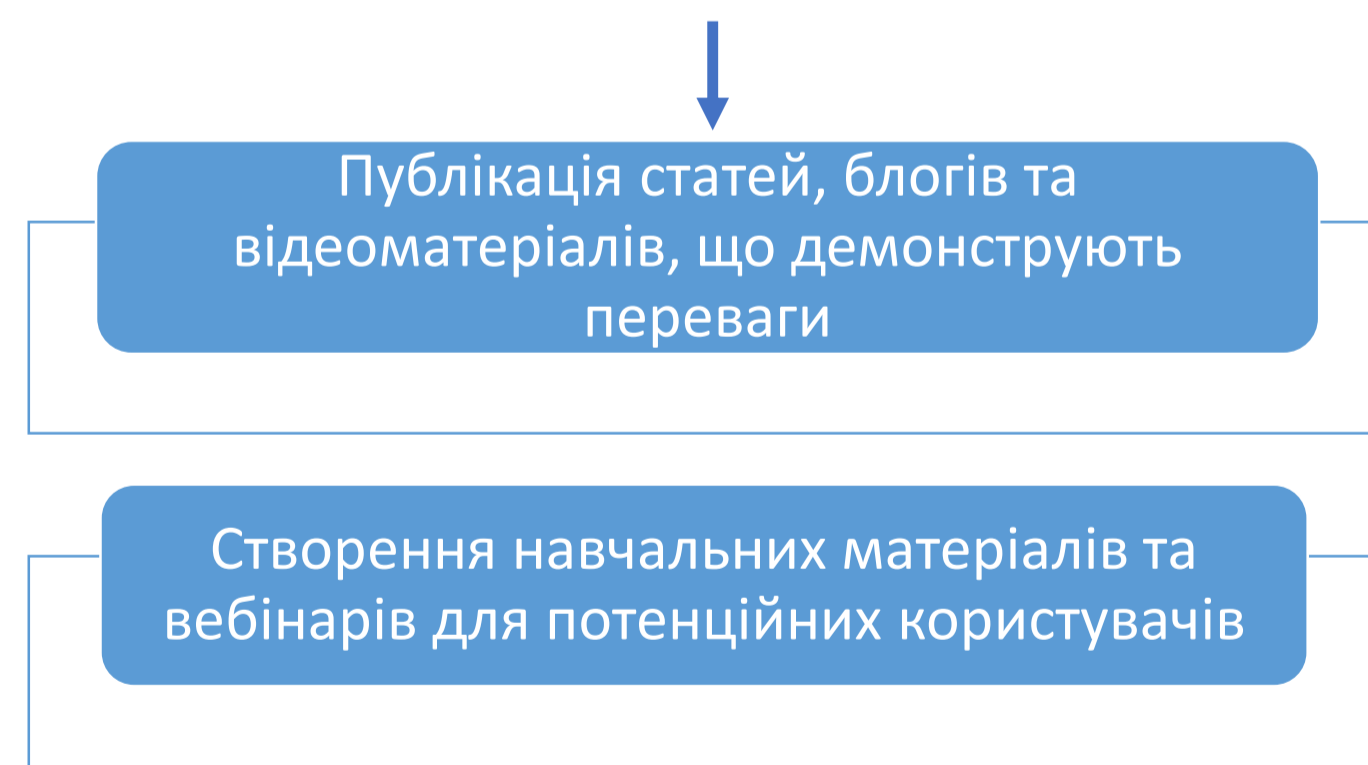 Публікація статей, блогів та
відеоматеріалів, що демонструють
переваги
Створення навчальних матеріалів та
вебінарів для потенційних користувачів